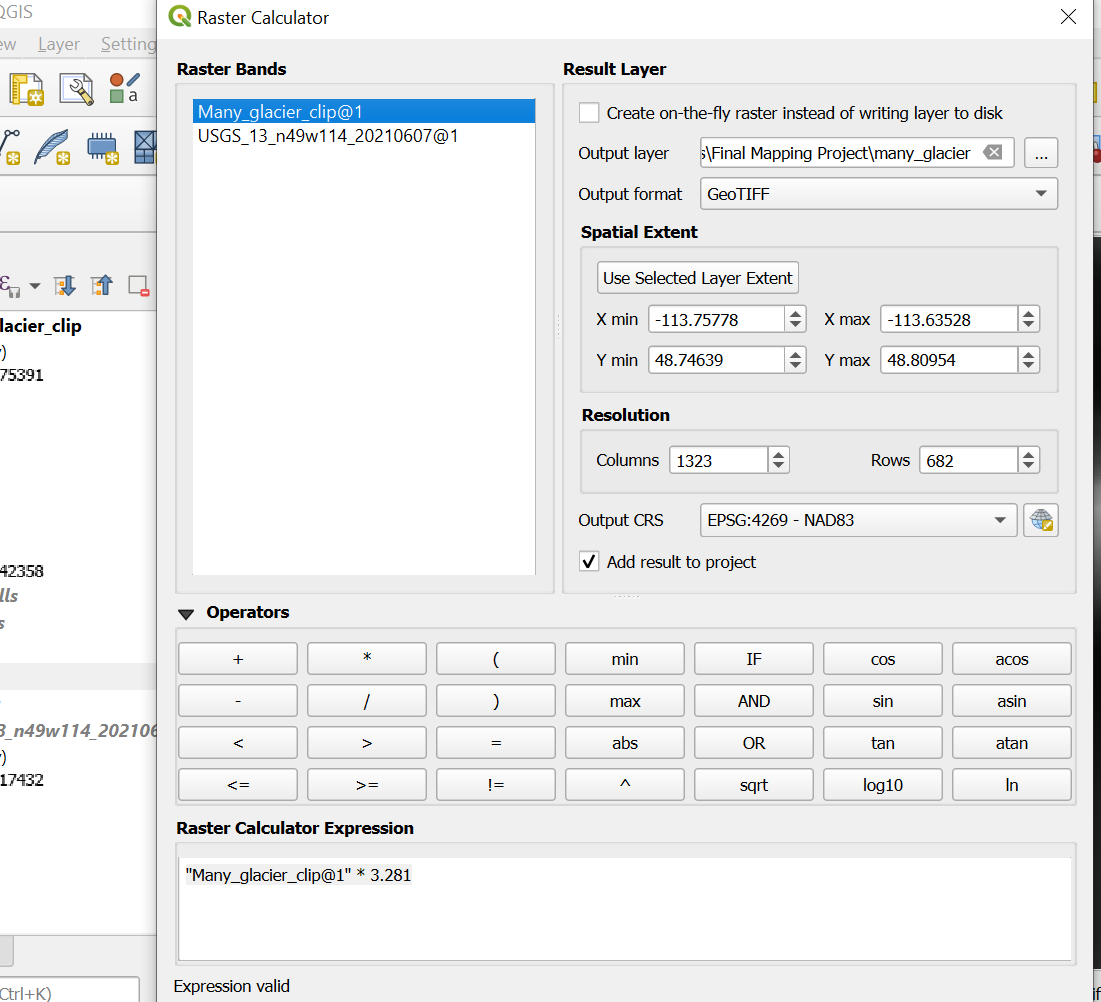 QGIS
Raster Calculator
ew Layer Setting
Raster Bands
Many_glacier_clip@1
USGS_13_n49w114_20210607@1
Result Layer
Create on-the-fly raster instead of writing layer to disk
Output layer s\Final Mapping Project\many_glacier ...
Output format GeoTIFF
Spatial Extent
Use Selected Layer Extent
X min -113.75778 X max -113.63528
Y min 48.74639 Y max 48.80954
Resolution
Columns 1323 Rows 682
Output CRS EPSG:4269 - NAD83
Add result to project
a
lacier_clip
75391
42358
lls
s
3_n49w114_202106
17432
Ctrl+K)
Operators
+ * ( min IF cos acos
- / ) max AND sin asin
< > = abs OR tan atan
<= >= != ^ sqrt log10 ln
Raster Calculator Expression
"Many_glacier_clip@1" * 3.281
Expression valid